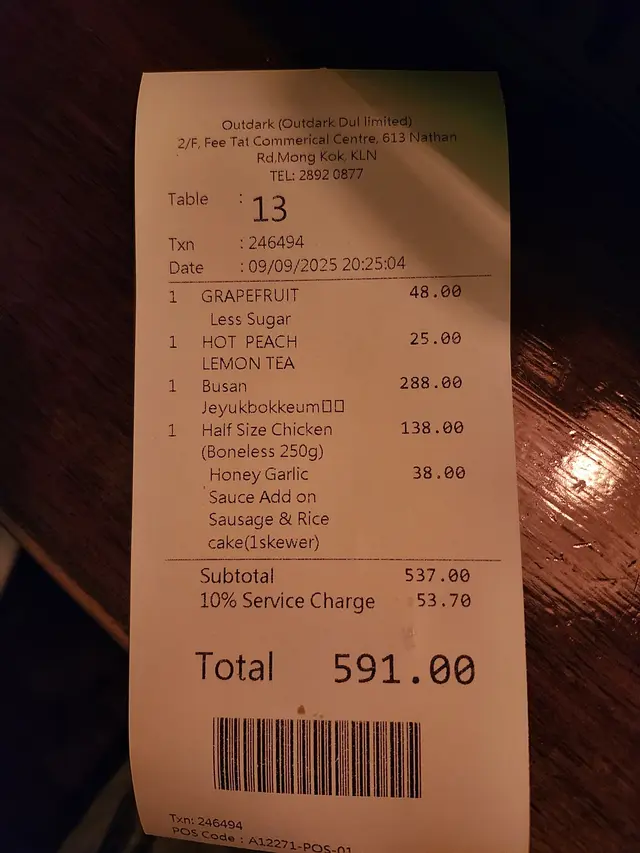 Outdark (Outdark Dul limited)
2/F, Fee Tat Commerical Centre, 613 Nathan
Rd,Mong Kok, KLN
TEL: 2892 0877
Table : 13
Txn : 246494
Date : 09/09/2025 20:25:04
1 GRAPEFRUIT 48.00
Less Sugar
1 HOT PEACH 25.00
LEMON TEA
1 Busan 288.00
Jeyukbokkeum□□
1 Half Size Chicken 138.00
(Boneless 250g)
Honey Garlic 38.00
Sauce Add on
Sausage & Rice
cake(1skewer)
Subtotal 537.00
10% Service Charge 53.70
Total 591.00
Txn: 246494
POS Code : A12271-POS-01